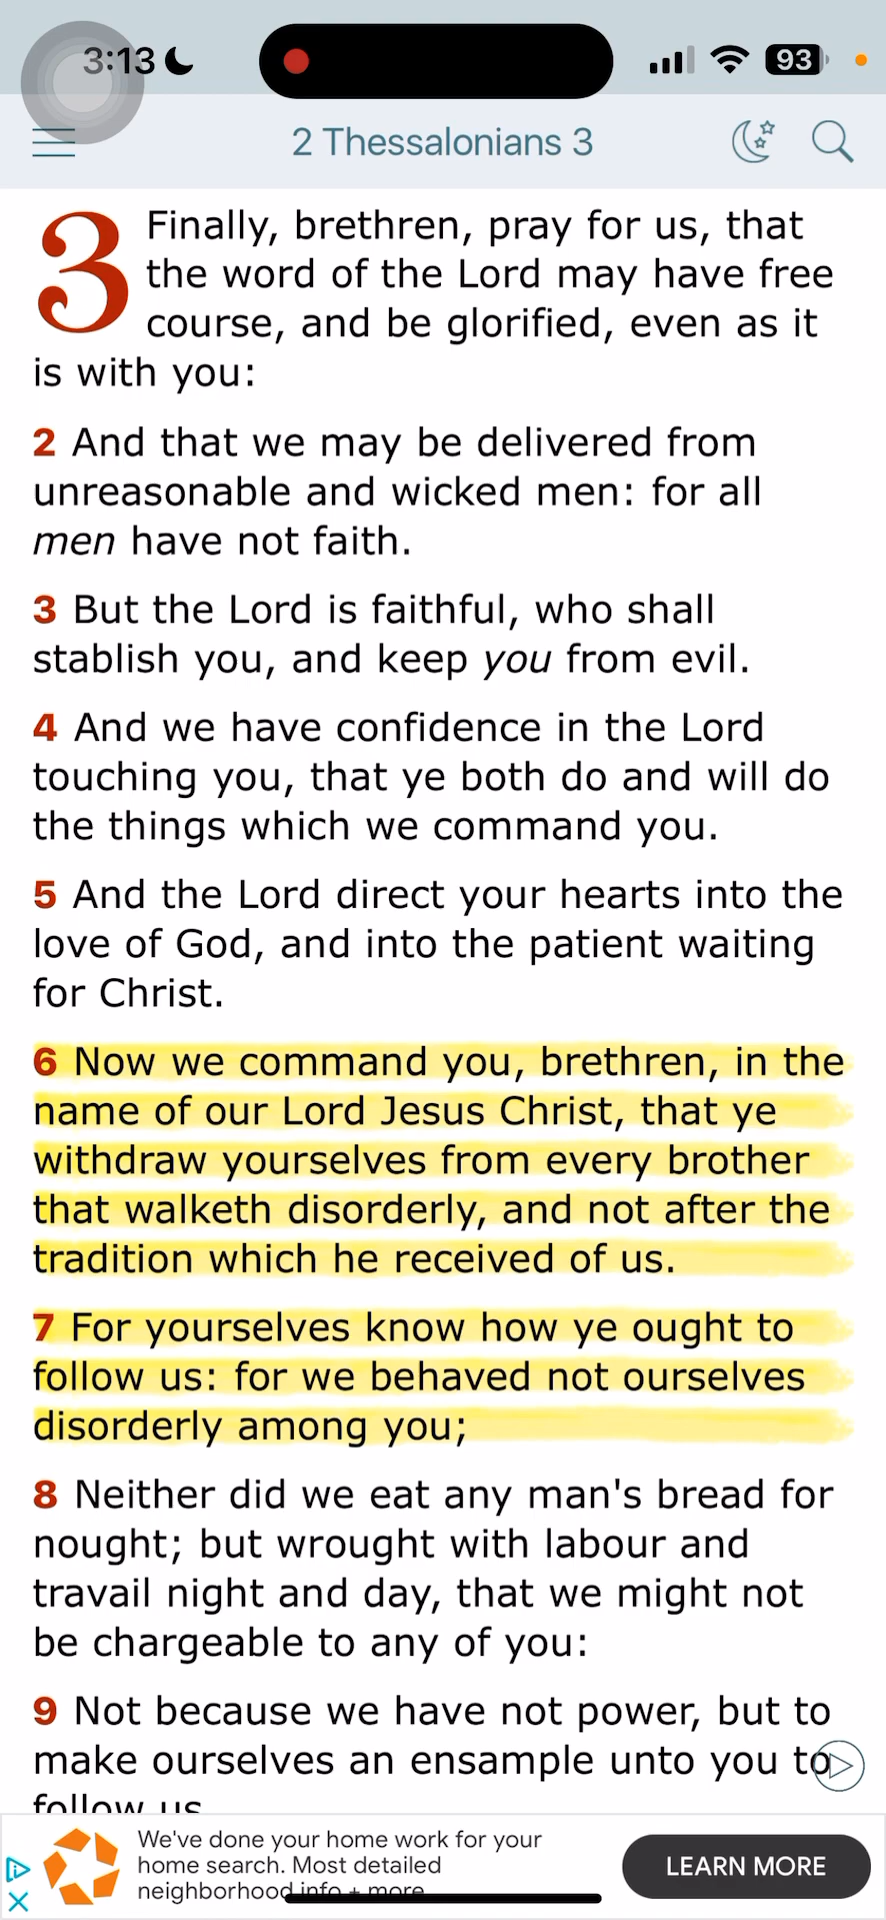 3:13
93
2 Thessalonians 3
3 Finally, brethren, pray for us, that
the word of the Lord may have free
course, and be glorified, even as it
is with you:
2 And that we may be delivered from
unreasonable and wicked men: for all
men have not faith.
3 But the Lord is faithful, who shall
stablish you, and keep you from evil.
4 And we have confidence in the Lord
touching you, that ye both do and will do
the things which we command you.
5 And the Lord direct your hearts into the
love of God, and into the patient waiting
for Christ.
6 Now we command you, brethren, in the
name of our Lord Jesus Christ, that ye
withdraw yourselves from every brother
that walketh disorderly, and not after the
tradition which he received of us.
7 For yourselves know how ye ought to
follow us: for we behaved not ourselves
disorderly among you;
8 Neither did we eat any man's bread for
nought; but wrought with labour and
travail night and day, that we might not
be chargeable to any of you:
9 Not because we have not power, but to
make ourselves an ensample unto you to
follow us
We've done your home work for your
home search. Most detailed
neighborhood info + more
LEARN MORE